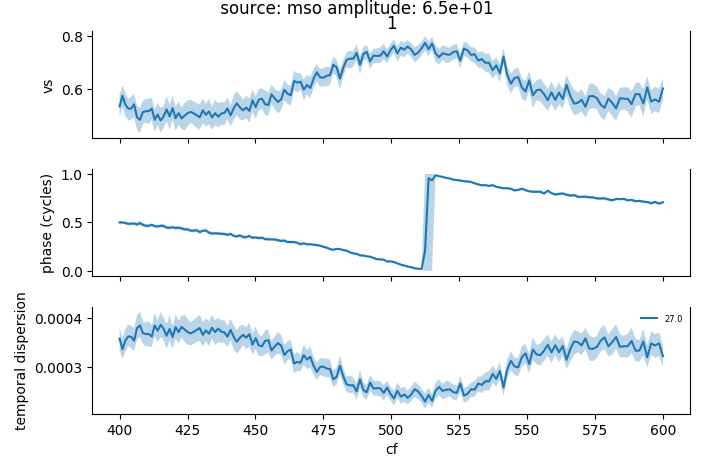 source: mso amplitude: 6.5e+01
1
0.8
0.6
vs
1.0
0.5
0.0
phase (cycles)
0.0004
0.0003
temporal dispersion
27.0
400 425 450 475 500 525 550 575 600
cf